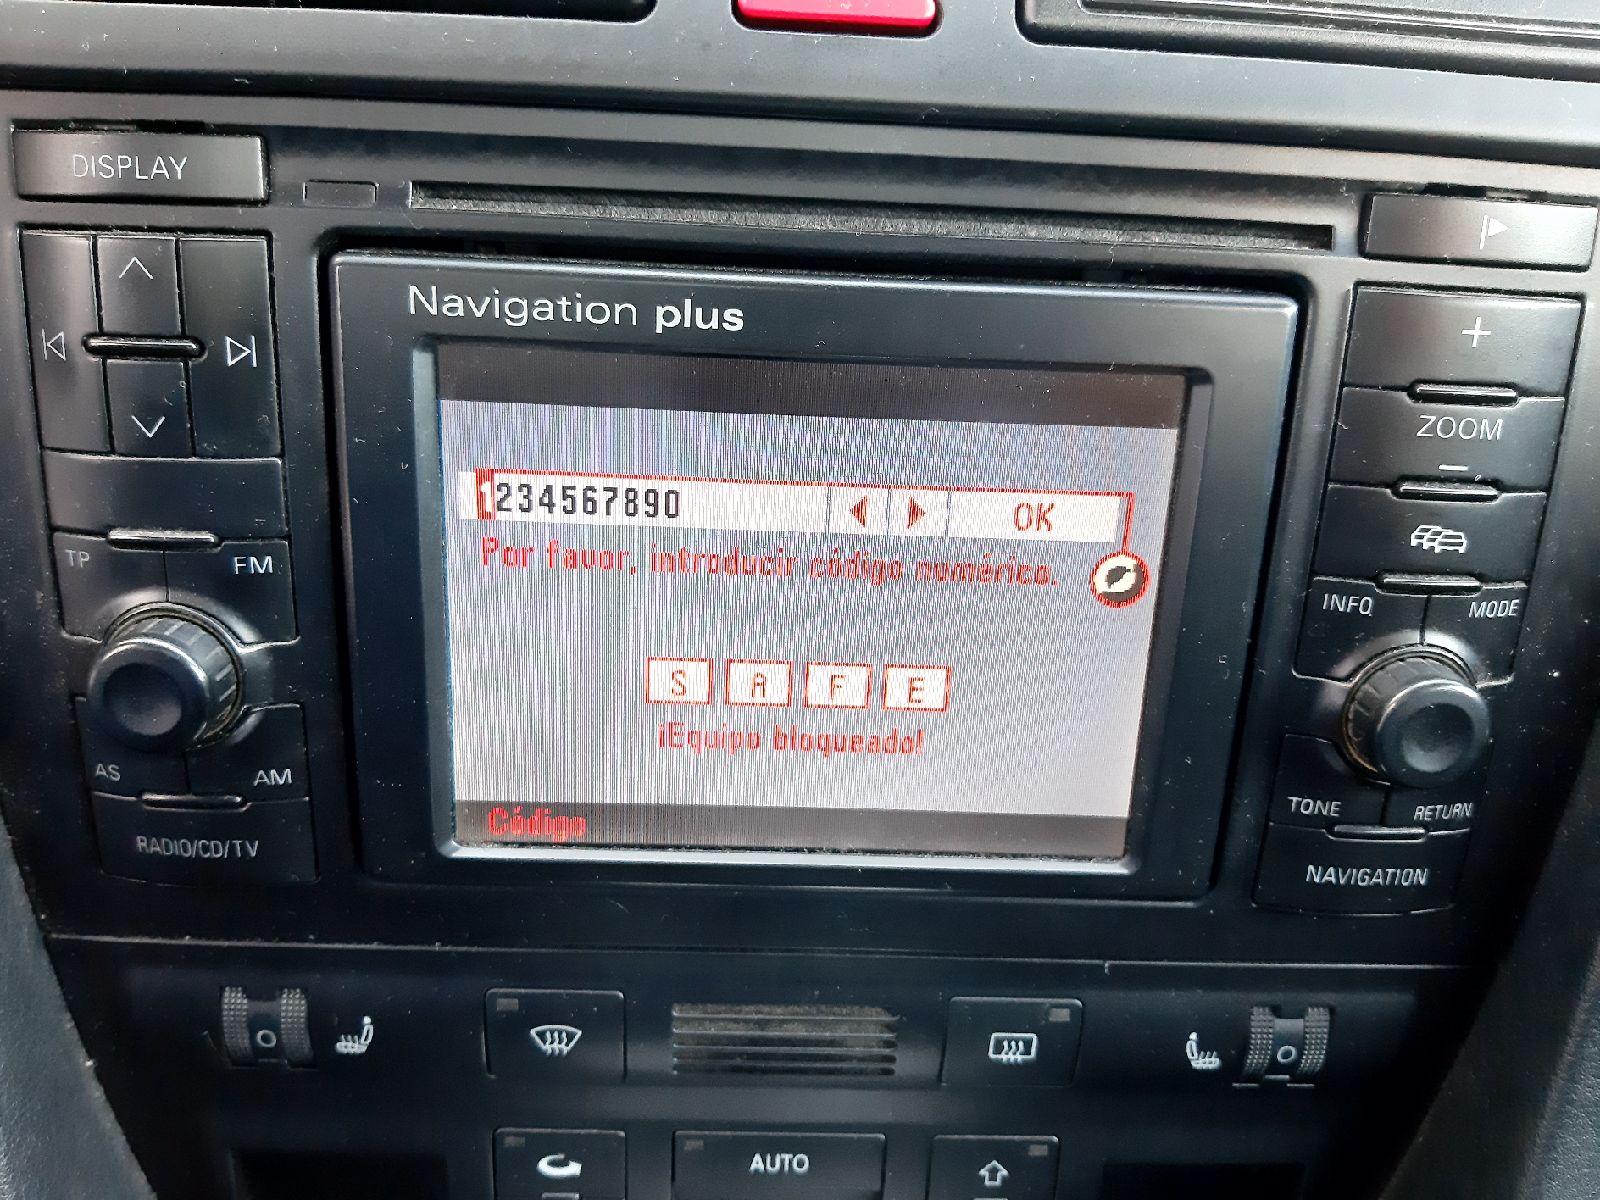 DISPLAY
Navigation plus
ZOOM
1234567890
OK
Por favor, introducir código numérico.
TP
FM
INFO
MODE
S A F E
¡Equipo bloqueado!
AS
AM
TONE
RETURN
Código
RADIO/CD/TV
NAVIGATION
AUTO